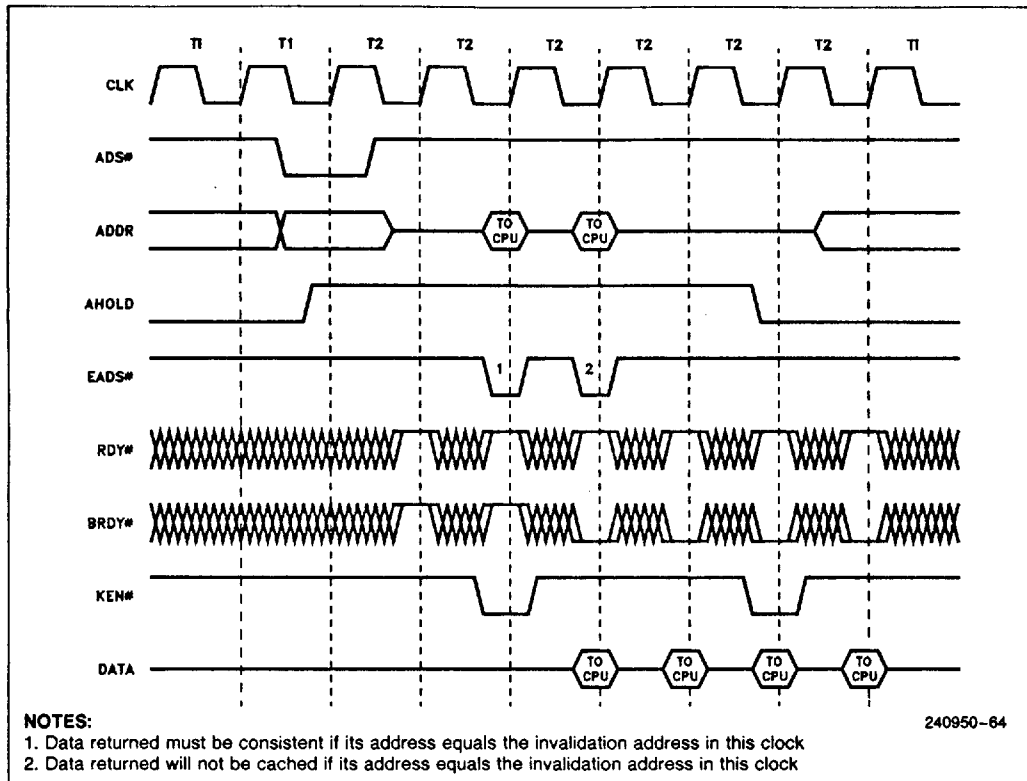 Ti T1 T2 T2 T2 T2 T2 T2 Ti
CLK
ADS#
ADDR TO CPU TO CPU
AHOLD
EADS# 1 2
RDY#
BRDY#
KEN#
DATA TO CPU TO CPU TO CPU TO CPU
NOTES: 240950–64
1. Data returned must be consistent if its address equals the invalidation address in this clock
2. Data returned will not be cached if its address equals the invalidation address in this clock